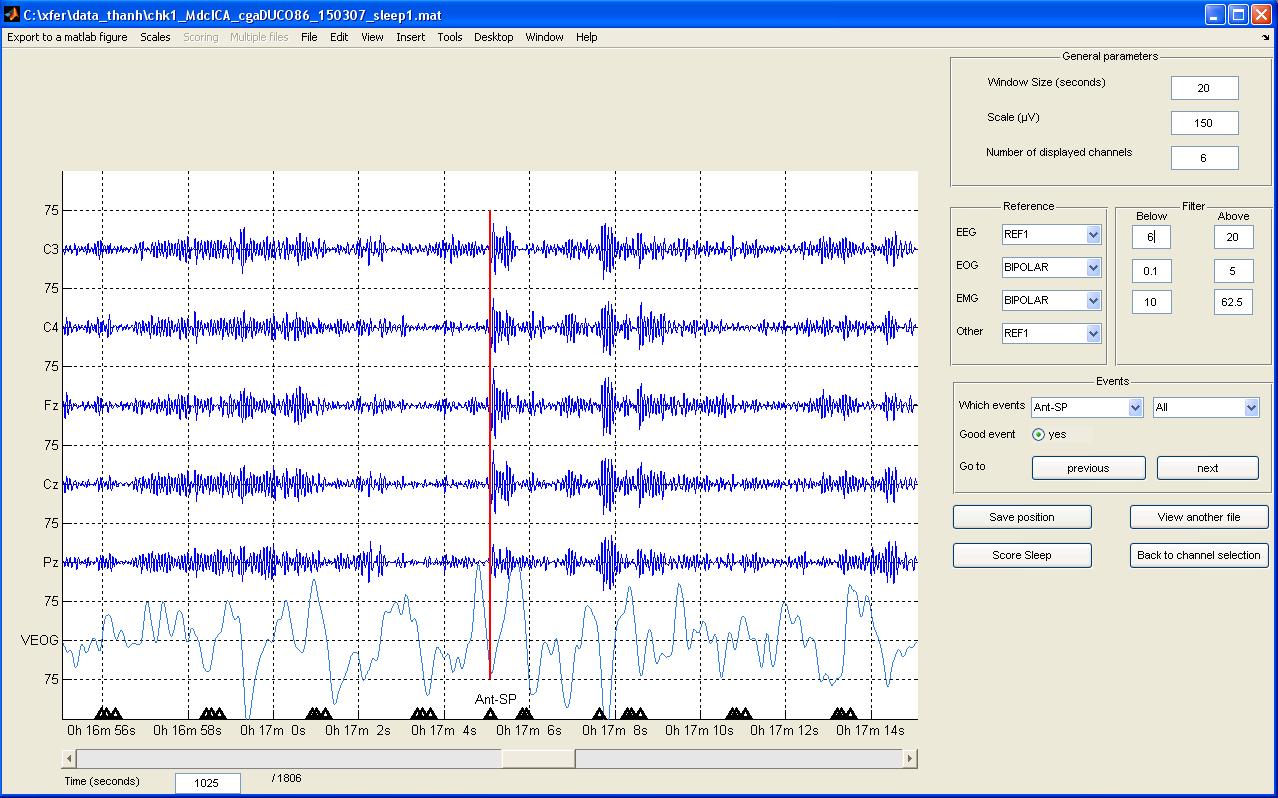 C:\xfer\data_thanh\chk1_MdcICA_cgaDUCO86_150307_sleep1.mat
Export to a matlab figure Scales Scoring Multiple files File Edit View Insert Tools Desktop Window Help
General parameters
Window Size (seconds) 20
Scale (µV) 150
Number of displayed channels 6
Reference
EEG REF1
EOG BIPOLAR
EMG BIPOLAR
Other REF1
Filter
Below Above
6 20
0.1 5
10 62.5
Events
Which events Ant-SP All
Good event yes
Go to previous next
Save position View another file
Score Sleep Back to channel selection
75
C3
75
C4
75
Fz
75
Cz
75
Pz
75
VEOG
75
Ant-SP
0h 16m 56s 0h 16m 58s 0h 17m 0s 0h 17m 2s 0h 17m 4s 0h 17m 6s 0h 17m 8s 0h 17m 10s 0h 17m 12s 0h 17m 14s
Time (seconds) 1025 / 1806